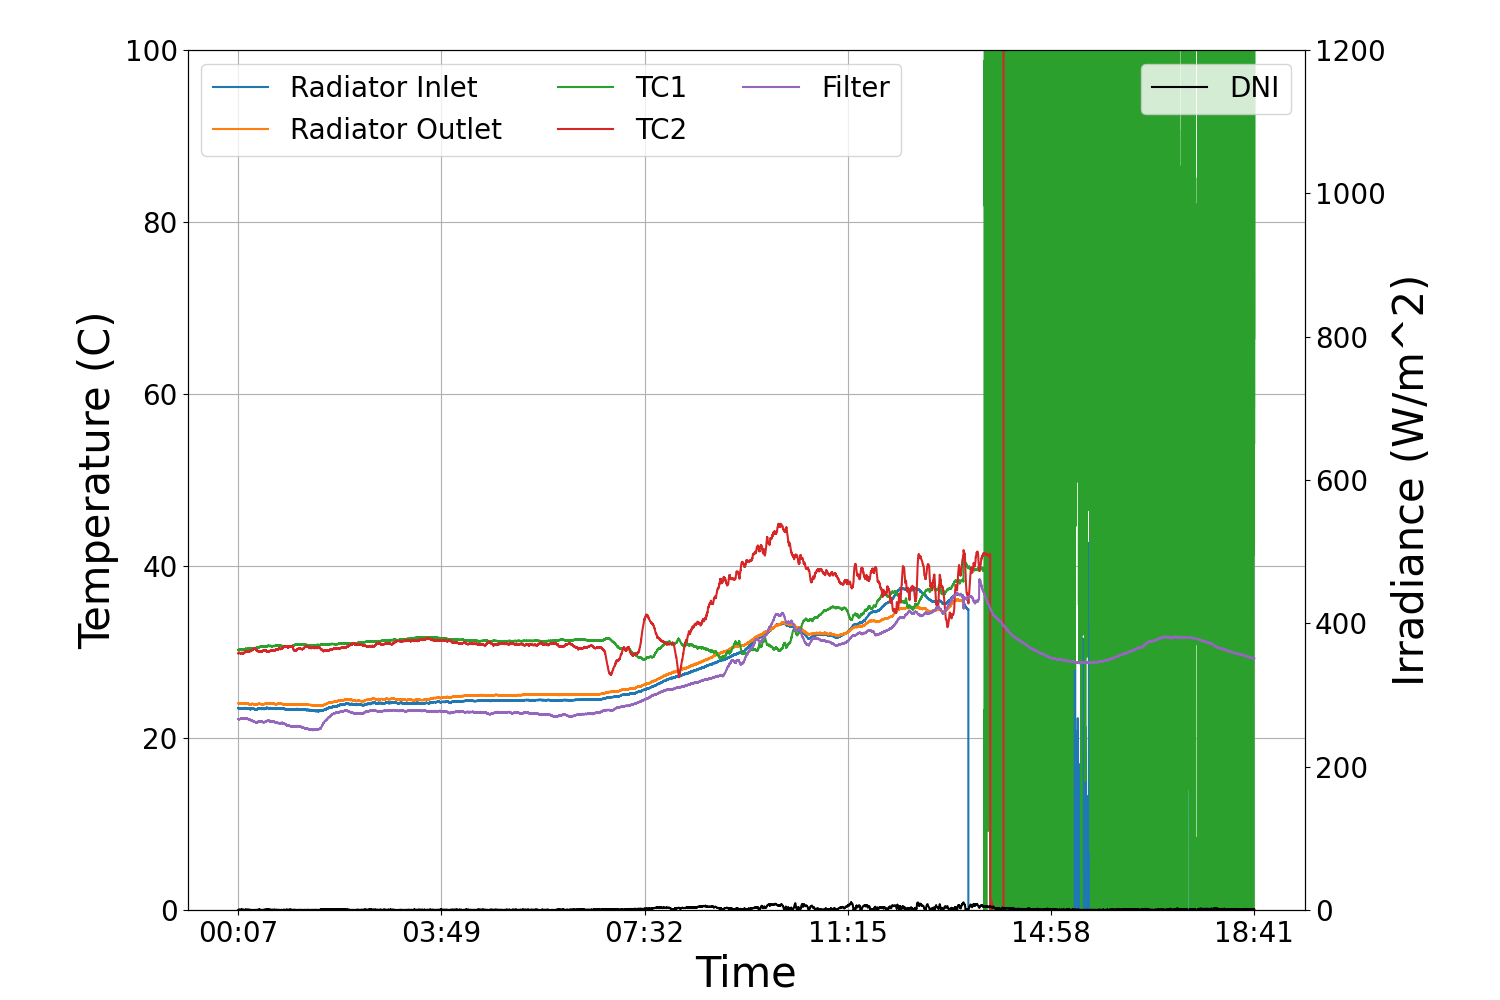 100
80
60
40
20
0
Temperature (C)
Radiator Inlet
Radiator Outlet
TC1
TC2
Filter
DNI
1200
1000
800
600
400
200
0
Irradiance (W/m^2)
00:07 03:49 07:32 11:15 14:58 18:41
Time